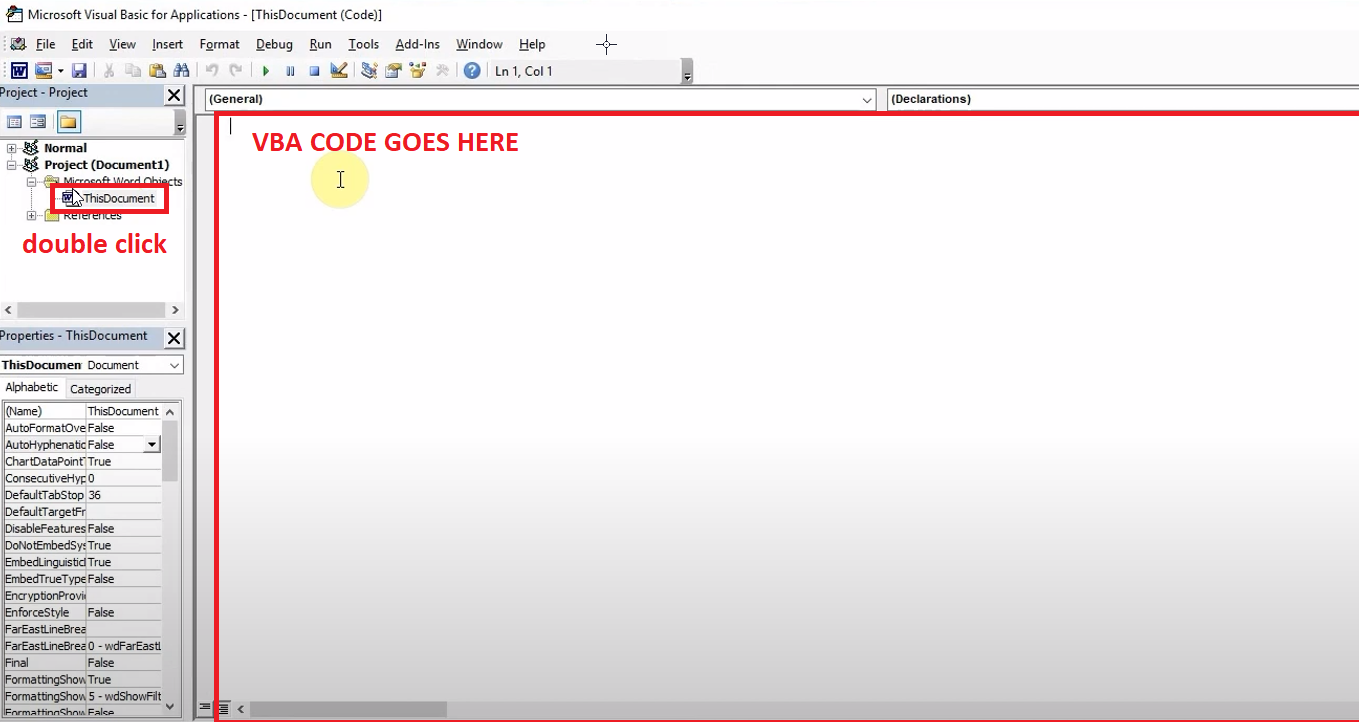 Microsoft Visual Basic for Applications - [ThisDocument (Code)]
File Edit View Insert Format Debug Run Tools Add-Ins Window Help
Ln 1, Col 1
Project - Project
(General) (Declarations)
VBA CODE GOES HERE
Normal
Project (Document1)
Microsoft Word Objects
ThisDocument
References
double click
Properties - ThisDocument
ThisDocumen Document
Alphabetic Categorized
(Name) ThisDocument
AutoFormatOve False
AutoHyphenatic False
ChartDataPointT True
ConsecutiveHyp 0
DefaultTabStop 36
DefaultTargetFr
DisableFeatures False
DoNotEmbedSys True
EmbedLinguistic True
EmbedTrueType False
EncryptionProvi
EnforceStyle False
FarEastLineBrea
FarEastLineBrea 0 - wdFarEastL
Final False
FormattingShow True
FormattingShow 5 - wdShowFilt
FormattingShow False